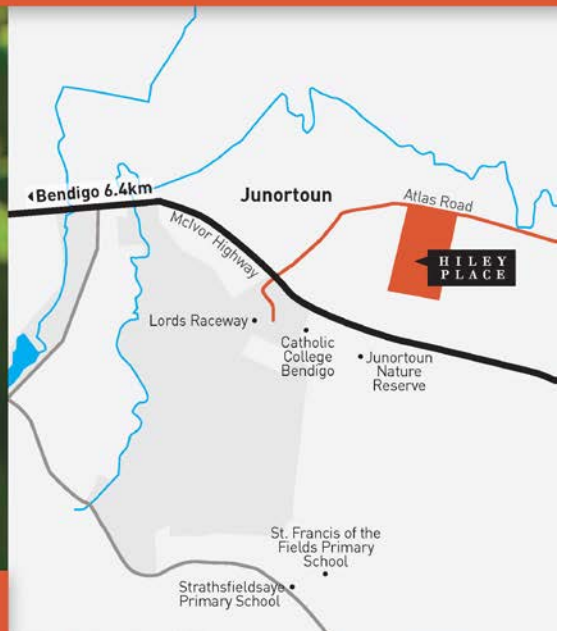 Bendigo 6.4km
Junortoun
Atlas Road
McIvor Highway
HILEY
PLACE
Lords Raceway
Catholic
College
Bendigo
Junortoun
Nature
Reserve
St. Francis of the
Fields Primary
School
Strathsfieldsaye
Primary School